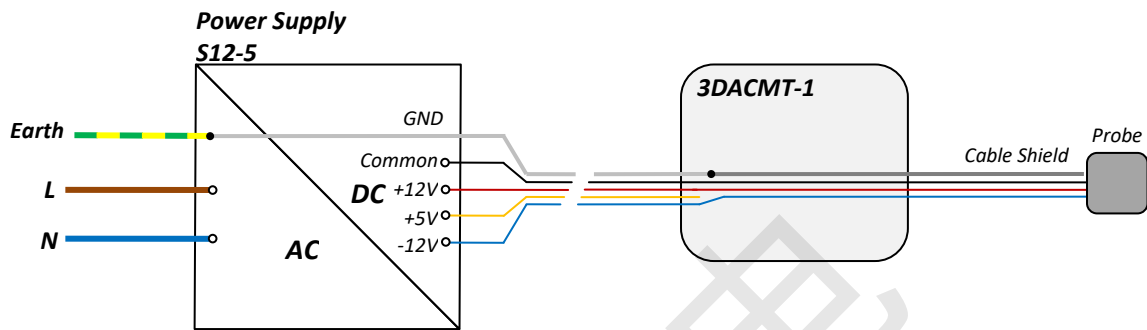 Power Supply
S12-5
3DACMT-1
Earth
GND
Probe
Common
Cable Shield
L
DC
+12V
+5V
N
AC
-12V